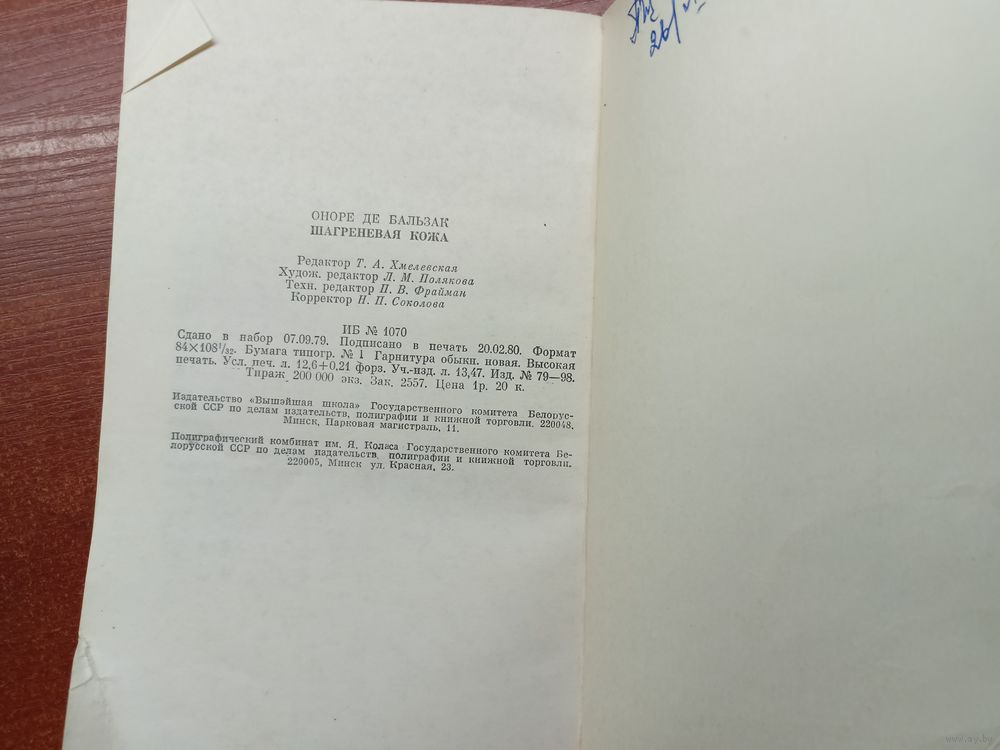 ОНОРЕ ДЕ БАЛЬЗАК
ШАГРЕНЕВАЯ КОЖА
Редактор Т. А. Хмелевская
Худож. редактор Л. М. Полякова
Техн. редактор П. В. Фрайман
Корректор Н. П. Соколова
ИБ № 1070
Сдано в набор 07.09.79. Подписано в печать 20.02.80. Формат
84×108¹/₃₂. Бумага типогр. № 1 Гарнитура обыкн. новая. Высокая
печать. Усл. печ. л. 12,6+0,21 форз. Уч.-изд. л. 13,47. Изд. № 79—98.
Тираж 200 000 экз. Зак. 2557. Цена 1р. 20 к.
Издательство «Вышэйшая школа» Государственного комитета Белорус-
ской ССР по делам издательств, полиграфии и книжной торговли. 220048.
Минск, Парковая магистраль, 11.
Полиграфический комбинат им. Я. Коласа Государственного комитета Бе-
лорусской ССР по делам издательств, полиграфии и книжной торговли.
220005, Минск ул. Красная, 23.
www.ay.by